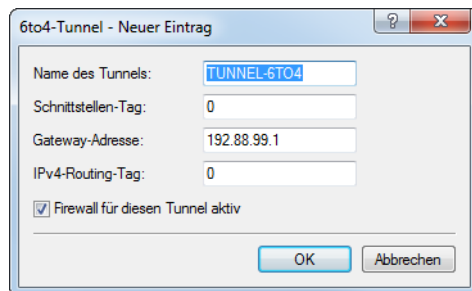 6to4-Tunnel - Neuer Eintrag
?
x
Name des Tunnels: TUNNEL-6TO4
Schnittstellen-Tag: 0
Gateway-Adresse: 192.88.99.1
IPv4-Routing-Tag: 0
Firewall für diesen Tunnel aktiv
OK Abbrechen